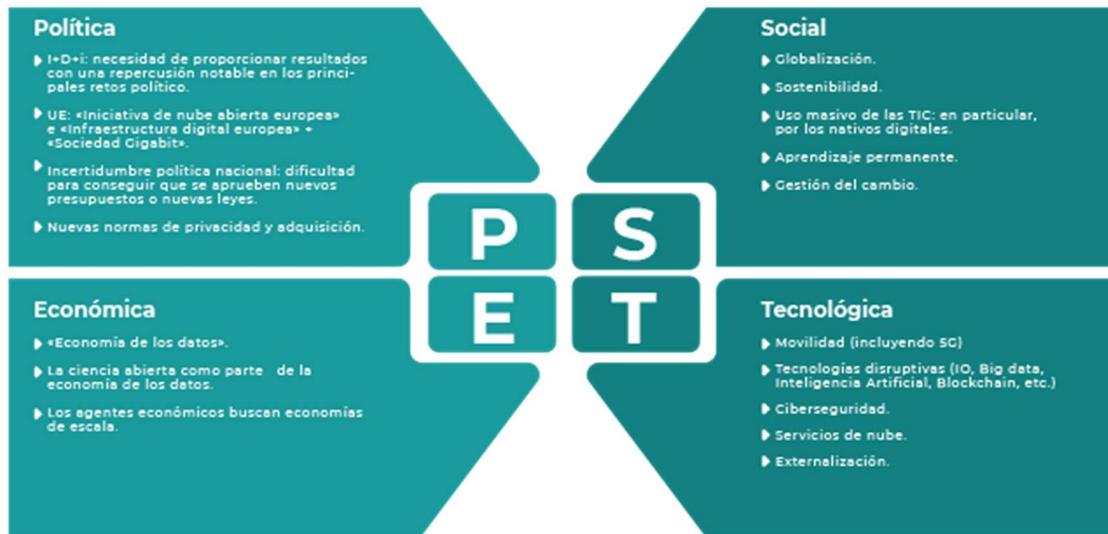 Política
I+D+i: necesidad de proporcionar resultados
con una repercusión notable en los princi-
pales retos político.
UE: «Iniciativa de nube abierta europea»
e «Infraestructura digital europea» +
«Sociedad Gigabit».
Incertidumbre política nacional: dificultad
para conseguir que se aprueben nuevos
presupuestos o nuevas leyes.
Nuevas normas de privacidad y adquisición.
Social
Globalización.
Sostenibilidad.
Uso masivo de las TIC: en particular,
por los nativos digitales.
Aprendizaje permanente.
Gestión del cambio.
P S
E T
Económica
«Economía de los datos».
La ciencia abierta como parte de la
economía de los datos.
Los agentes económicos buscan economías
de escala.
Tecnológica
Movilidad (incluyendo 5G)
Tecnologías disruptivas (IO, Big data,
Inteligencia Artificial, Blockchain, etc.)
Ciberseguridad.
Servicios de nube.
Externalización.